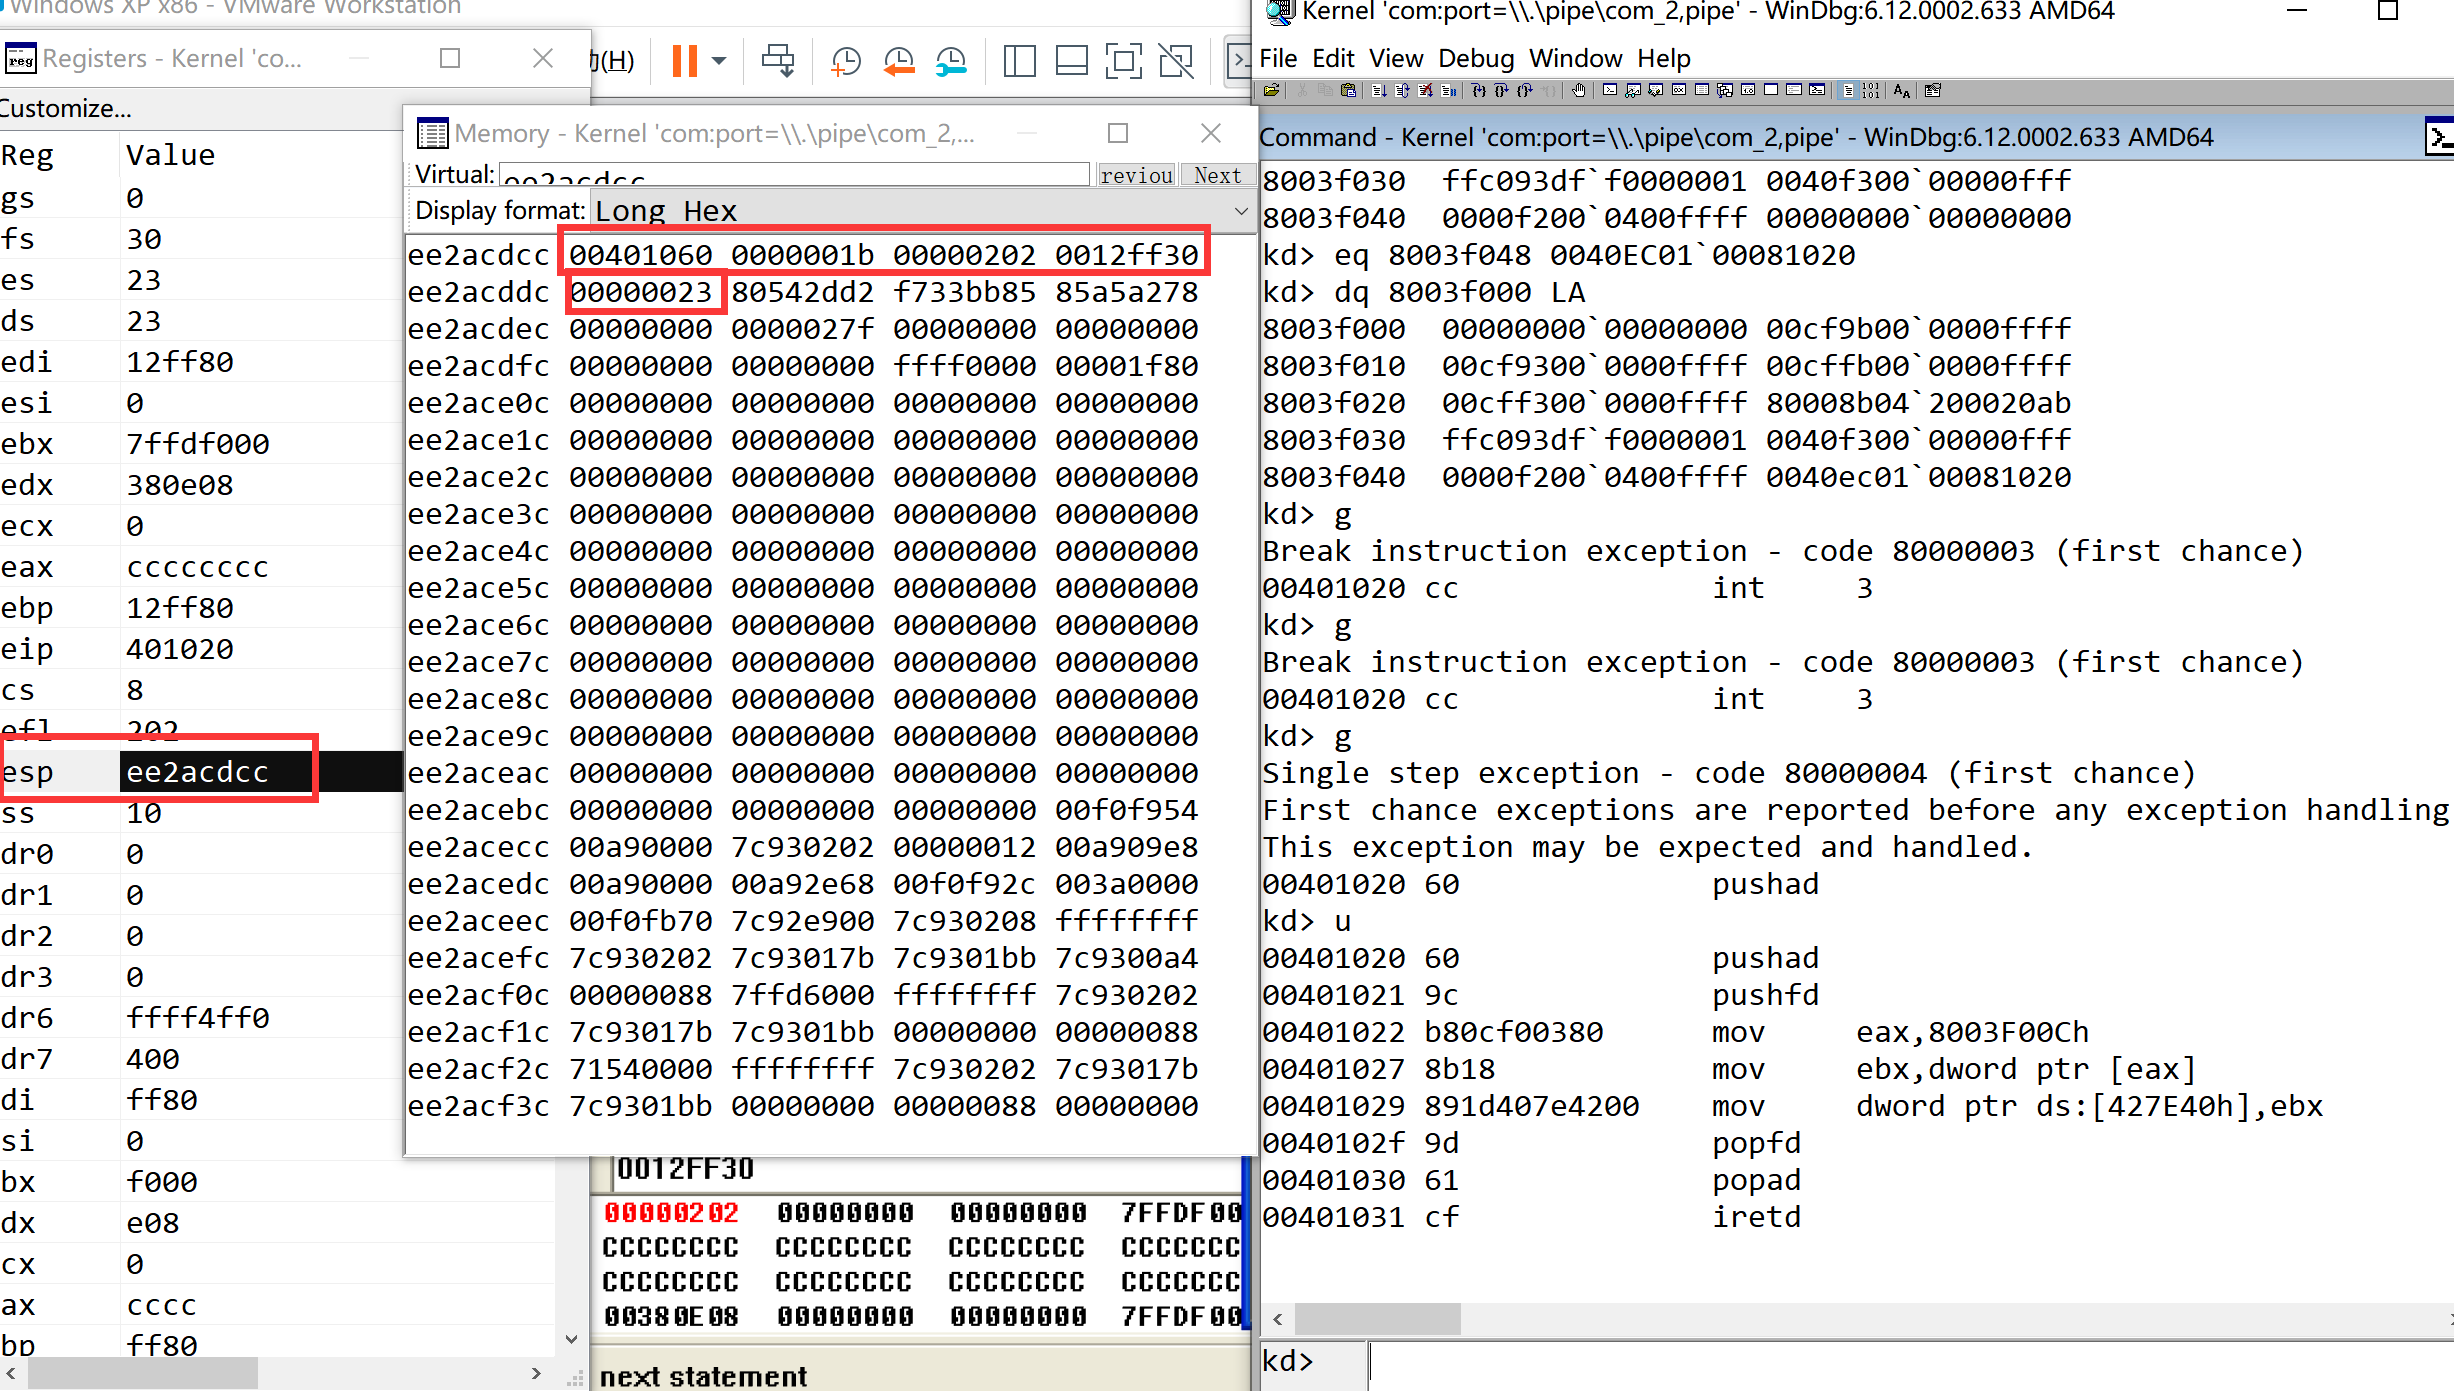 Windows XP x86 - VMware Workstation
Registers - Kernel 'co...
Customize...
Reg Value
gs 0
fs 30
es 23
ds 23
edi 12ff80
esi 0
ebx 7ffdf000
edx 380e08
ecx 0
eax cccccccc
ebp 12ff80
eip 401020
cs 8
efl 202
esp ee2acdcc
ss 10
dr0 0
dr1 0
dr2 0
dr3 0
dr6 ffff4ff0
dr7 400
di ff80
si 0
bx f000
dx e08
cx 0
ax cccc
bp ff80
(H)
Memory - Kernel 'com:port=\\.\pipe\com_2,...
Virtual: ee2acdcc
reviou Next
Display format: Long Hex
ee2acdcc 00401060 0000001b 00000202 0012ff30
ee2acddc 00000023 80542dd2 f733bb85 85a5a278
ee2acdec 00000000 0000027f 00000000 00000000
ee2acdfc 00000000 00000000 ffff0000 00001f80
ee2ace0c 00000000 00000000 00000000 00000000
ee2ace1c 00000000 00000000 00000000 00000000
ee2ace2c 00000000 00000000 00000000 00000000
ee2ace3c 00000000 00000000 00000000 00000000
ee2ace4c 00000000 00000000 00000000 00000000
ee2ace5c 00000000 00000000 00000000 00000000
ee2ace6c 00000000 00000000 00000000 00000000
ee2ace7c 00000000 00000000 00000000 00000000
ee2ace8c 00000000 00000000 00000000 00000000
ee2ace9c 00000000 00000000 00000000 00000000
ee2aceac 00000000 00000000 00000000 00000000
ee2acebc 00000000 00000000 00000000 00f0f954
ee2acecc 00a90000 7c930202 00000012 00a909e8
ee2acedc 00a90000 00a92e68 00f0f92c 003a0000
ee2aceec 00f0fb70 7c92e900 7c930208 ffffffff
ee2acefc 7c930202 7c93017b 7c9301bb 7c9300a4
ee2acf0c 00000088 7ffd6000 ffffffff 7c930202
ee2acf1c 7c93017b 7c9301bb 00000000 00000088
ee2acf2c 71540000 ffffffff 7c930202 7c93017b
ee2acf3c 7c9301bb 00000000 00000088 00000000
0012FF30
00000202 00000000 00000000 7FFDF00
CCCCCCCC CCCCCCCC CCCCCCCC CCCCCCC
CCCCCCCC CCCCCCCC CCCCCCCC CCCCCCC
00380E08 00000000 00000000 7FFDF00
next statement
Kernel 'com:port=\\.\pipe\com_2,pipe' - WinDbg:6.12.0002.633 AMD64
File Edit View Debug Window Help
Command - Kernel 'com:port=\\.\pipe\com_2,pipe' - WinDbg:6.12.0002.633 AMD64
8003f030 ffc093df`f0000001 0040f300`00000fff
8003f040 0000f200`0400ffff 00000000`00000000
kd> eq 8003f048 0040EC01`00081020
kd> dq 8003f000 LA
8003f000 00000000`00000000 00cf9b00`0000ffff
8003f010 00cf9300`0000ffff 00cffb00`0000ffff
8003f020 00cff300`0000ffff 80008b04`200020ab
8003f030 ffc093df`f0000001 0040f300`00000fff
8003f040 0000f200`0400ffff 0040ec01`00081020
kd> g
Break instruction exception - code 80000003 (first chance)
00401020 cc int 3
kd> g
Break instruction exception - code 80000003 (first chance)
00401020 cc int 3
kd> g
Single step exception - code 80000004 (first chance)
First chance exceptions are reported before any exception handling
This exception may be expected and handled.
00401020 60 pushad
kd> u
00401020 60 pushad
00401021 9c pushfd
00401022 b80cf00380 mov eax,8003F00Ch
00401027 8b18 mov ebx,dword ptr [eax]
00401029 891d407e4200 mov dword ptr ds:[427E40h],ebx
0040102f 9d popfd
00401030 61 popad
00401031 cf iretd
kd>